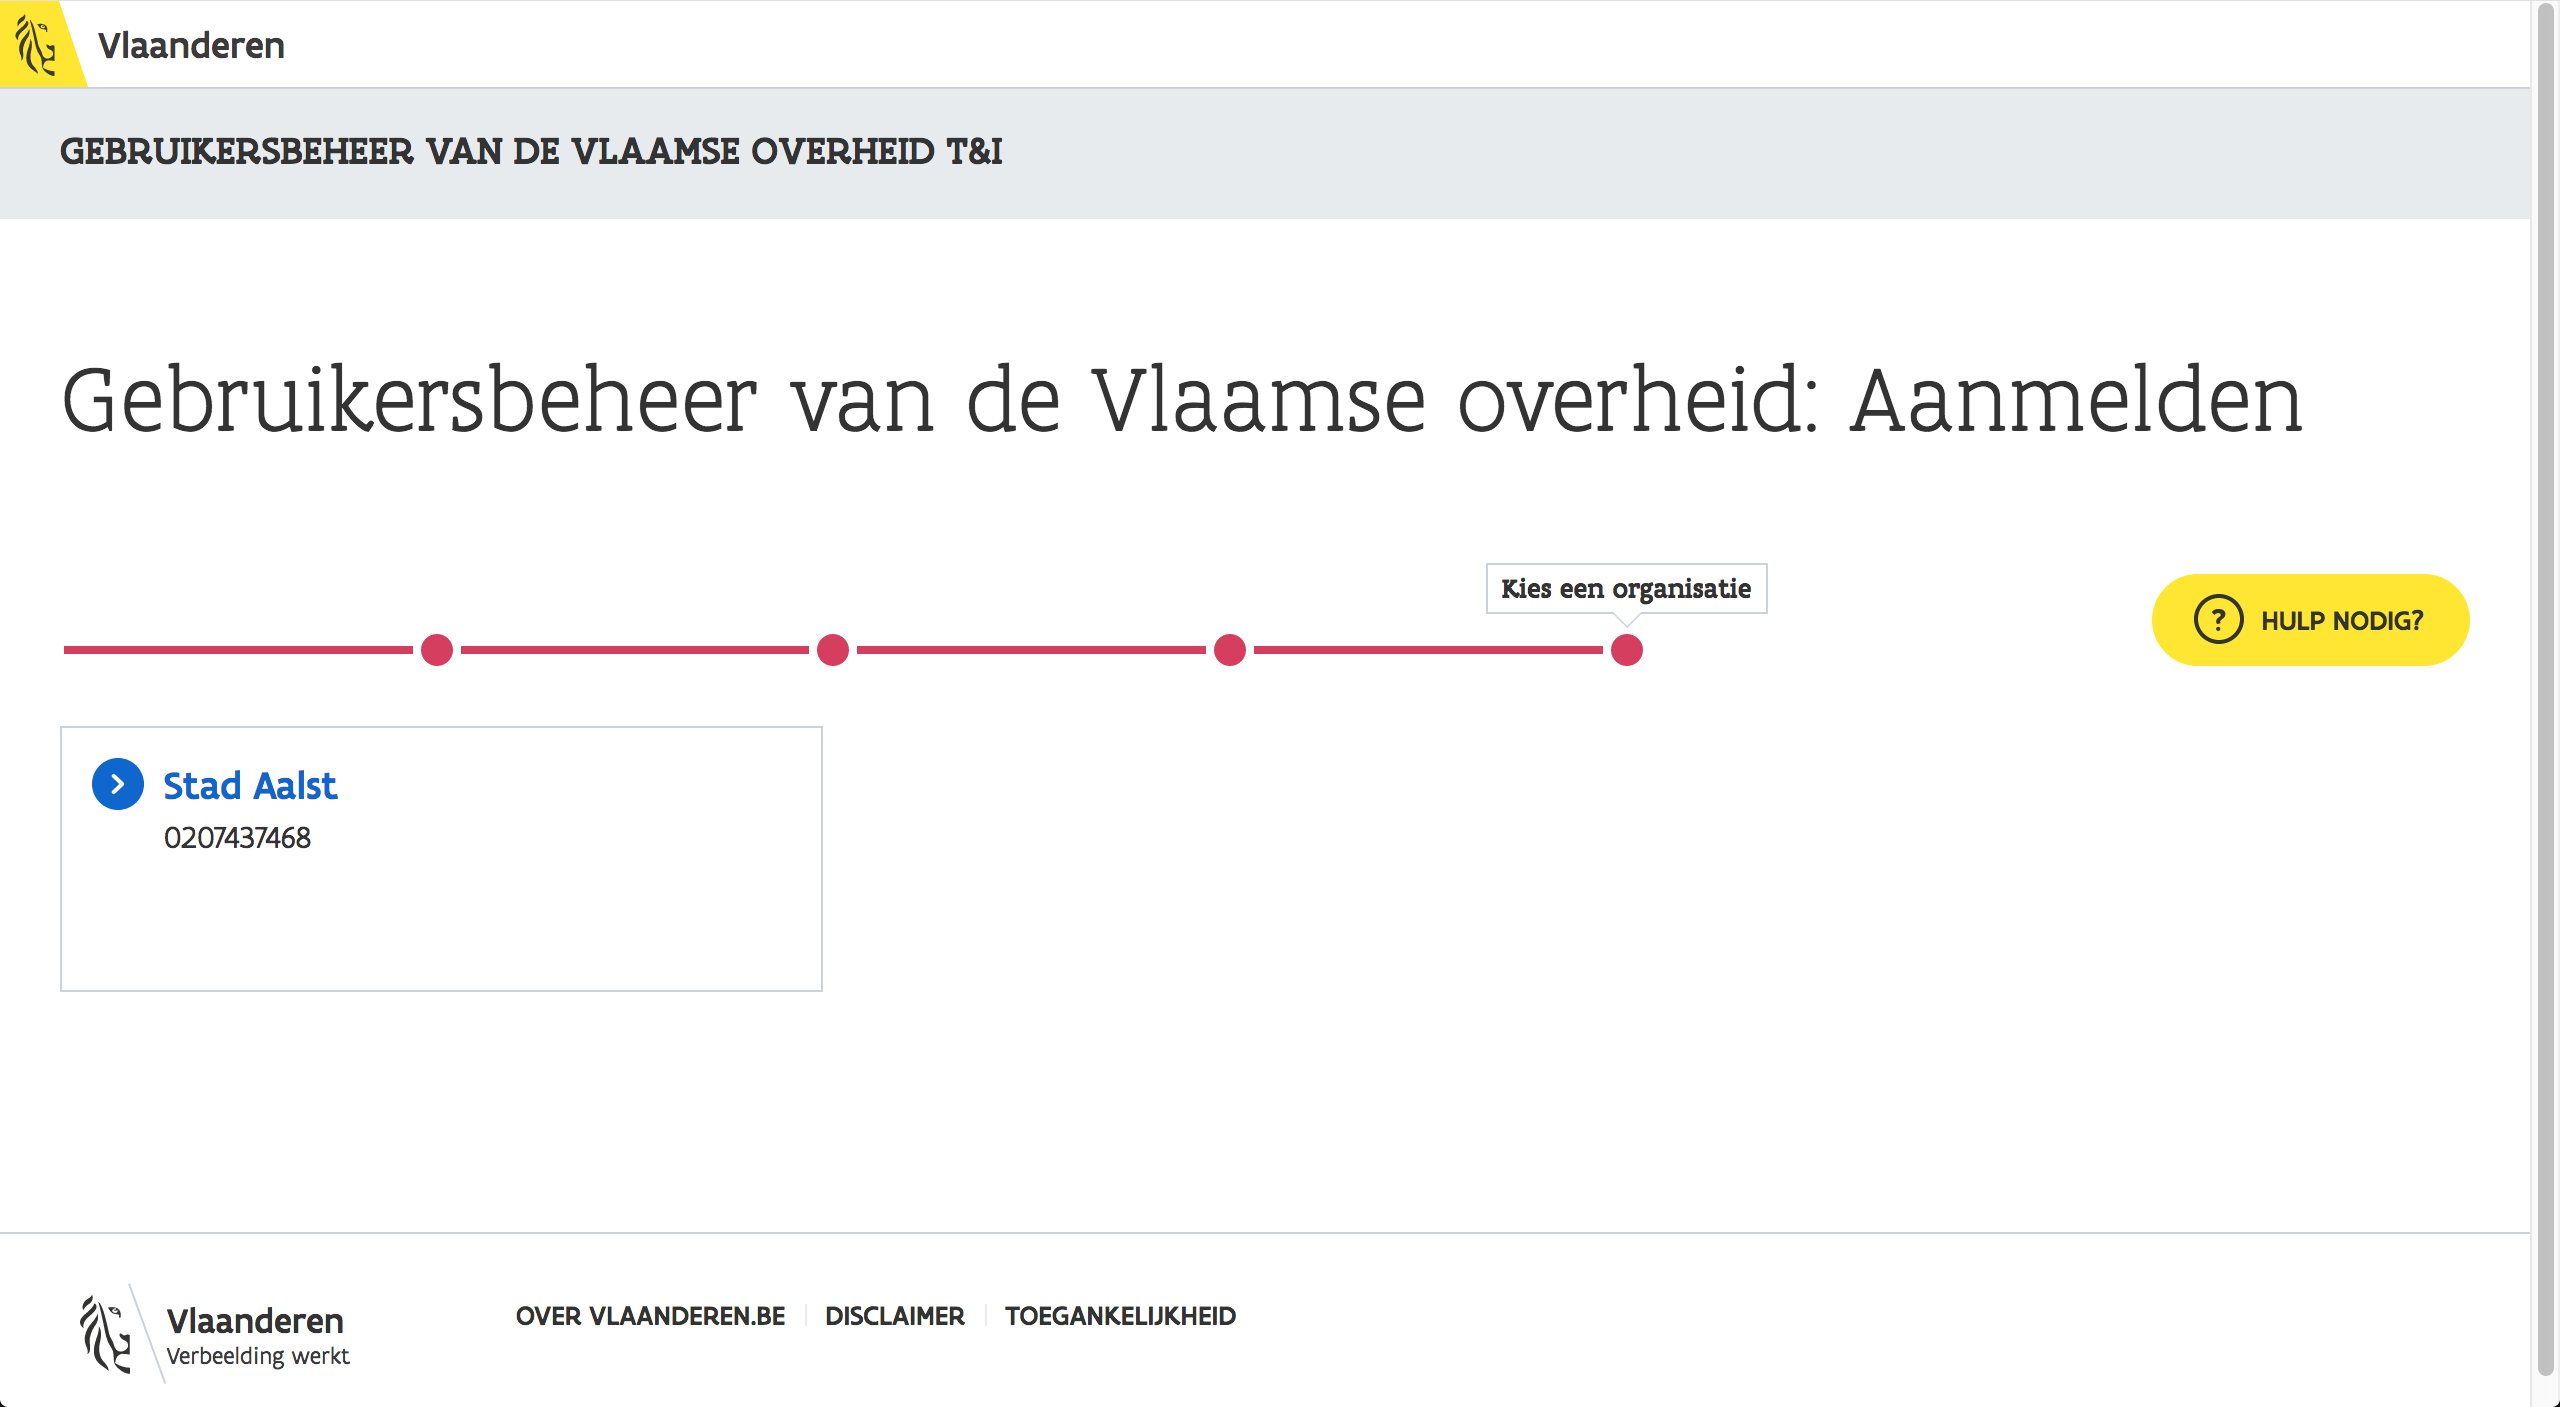 Vlaanderen
GEBRUIKERSBEHEER VAN DE VLAAMSE OVERHEID T&I
Gebruikersbeheer van de Vlaamse overheid: Aanmelden
Kies een organisatie
? HULP NODIG?
Stad Aalst
0207437468
Vlaanderen
Verbeelding werkt
OVER VLAANDEREN.BE
DISCLAIMER
TOEGANKELIJKHEID